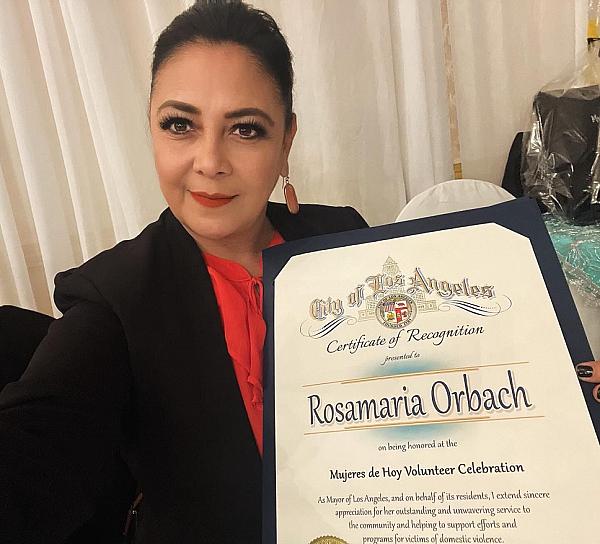 City of Los Angeles
Certificate of Recognition
presented to
Rosamaria Orbach
on being honored at the
Mujeres de Hoy Volunteer Celebration
As Mayor of Los Angeles, and on behalf of its residents, I extend sincere
appreciation for her outstanding and unwavering service to
the community and helping to support efforts and
programs for victims of domestic violence.